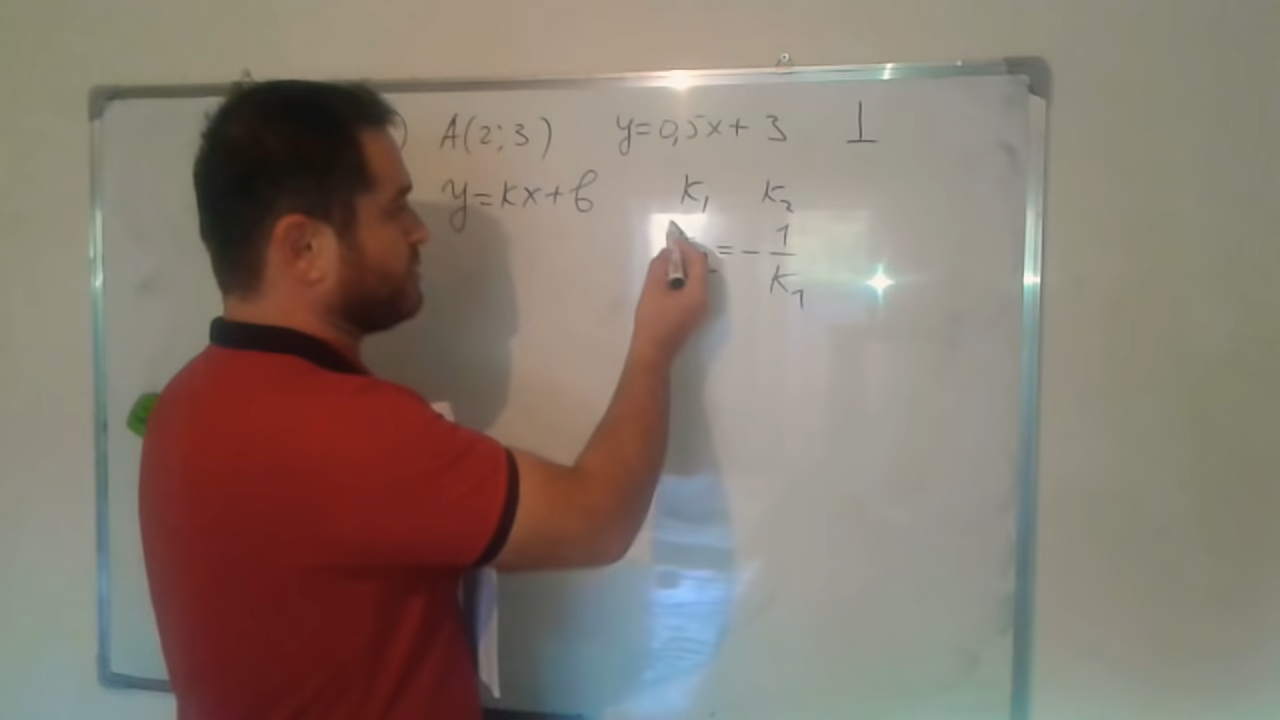 ) A(2;3) y=0,5x+3 ⊥
y=kx+b k₁ k₂
=-1/k₁